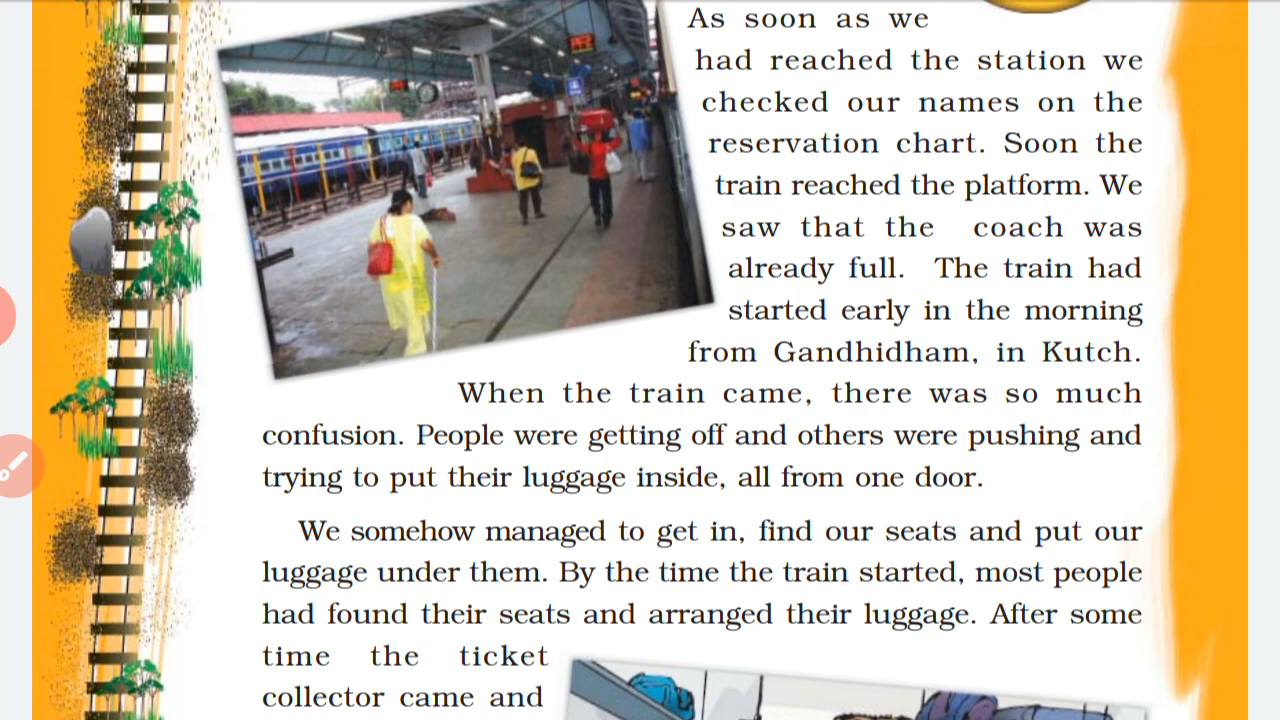 As soon as we
had reached the station we
checked our names on the
reservation chart. Soon the
train reached the platform. We
saw that the coach was
already full. The train had
started early in the morning
from Gandhidham, in Kutch.
When the train came, there was so much
confusion. People were getting off and others were pushing and
trying to put their luggage inside, all from one door.
We somehow managed to get in, find our seats and put our
luggage under them. By the time the train started, most people
had found their seats and arranged their luggage. After some
time the ticket
collector came and